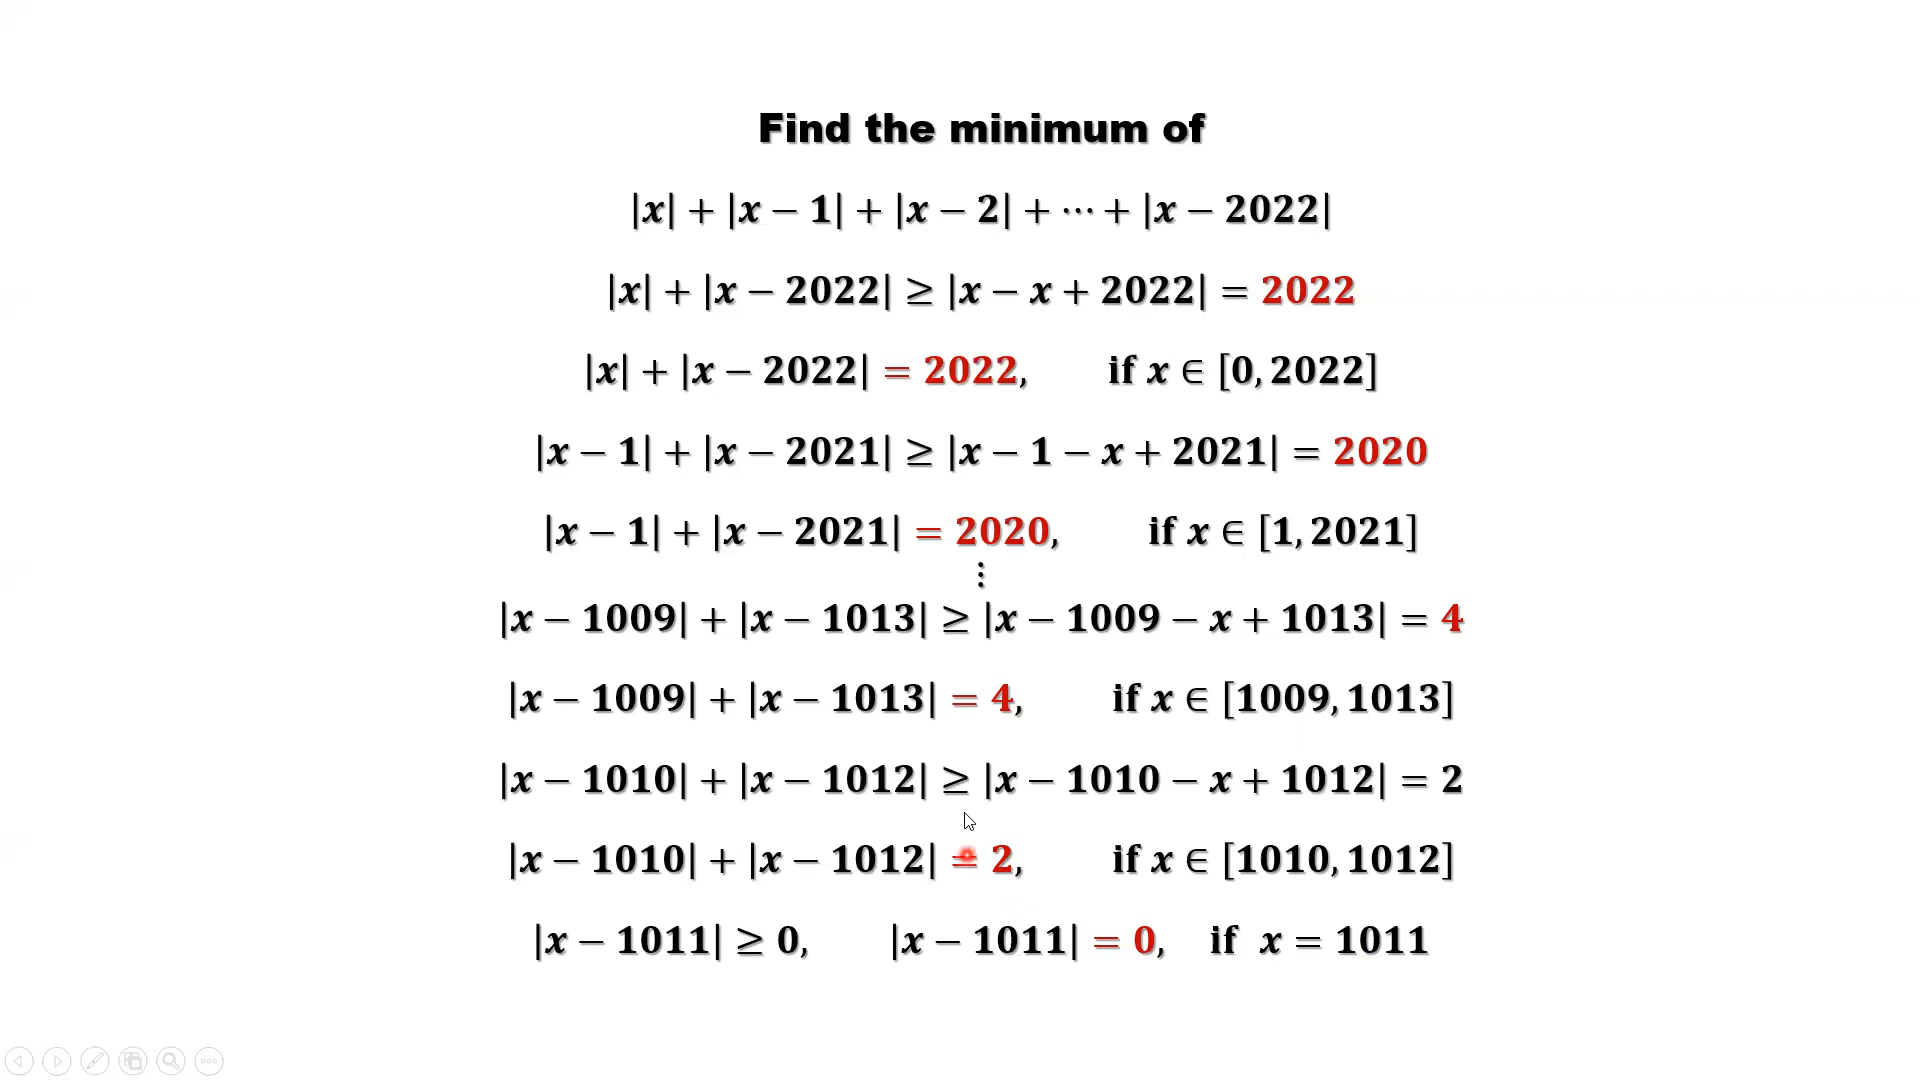 Find the minimum of
|x| + |x − 1| + |x − 2| + ⋯ + |x − 2022|
|x| + |x − 2022| ≥ |x − x + 2022| = 2022
|x| + |x − 2022| = 2022, if x ∈ [0, 2022]
|x − 1| + |x − 2021| ≥ |x − 1 − x + 2021| = 2020
|x − 1| + |x − 2021| = 2020, if x ∈ [1, 2021]
⋮
|x − 1009| + |x − 1013| ≥ |x − 1009 − x + 1013| = 4
|x − 1009| + |x − 1013| = 4, if x ∈ [1009, 1013]
|x − 1010| + |x − 1012| ≥ |x − 1010 − x + 1012| = 2
|x − 1010| + |x − 1012| = 2, if x ∈ [1010, 1012]
|x − 1011| ≥ 0, |x − 1011| = 0, if x = 1011